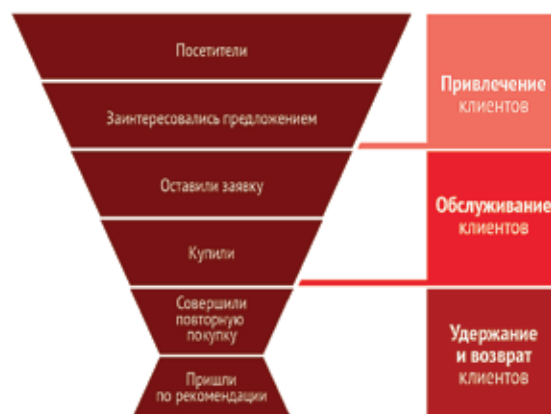 Посетители
Заинтересовались предложением
Оставили заявку
Купили
Совершили
повторную
покупку
Пришли
по рекомендации
Привлечение
клиентов
Обслуживание
клиентов
Удержание
и возврат
клиентов